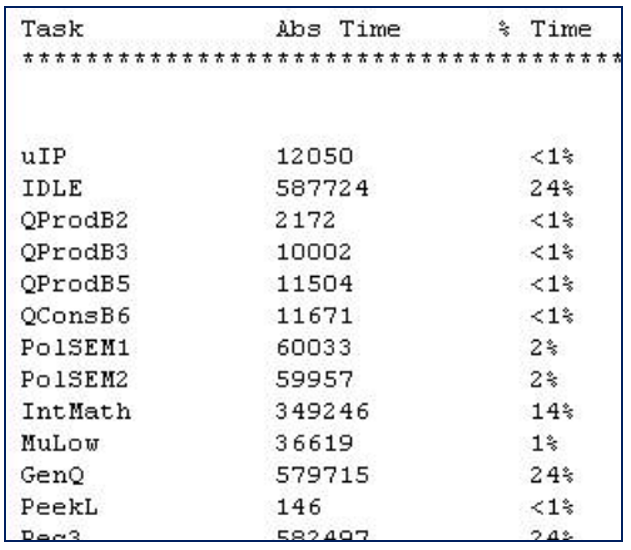 Task Abs Time % Time
****************************************
uIP 12050 <1%
IDLE 587724 24%
QProdB2 2172 <1%
QProdB3 10002 <1%
QProdB5 11504 <1%
QConsB6 11671 <1%
PolSEM1 60033 2%
PolSEM2 59957 2%
IntMath 349246 14%
MuLow 36619 1%
GenQ 579715 24%
PeekL 146 <1%
582497 24%